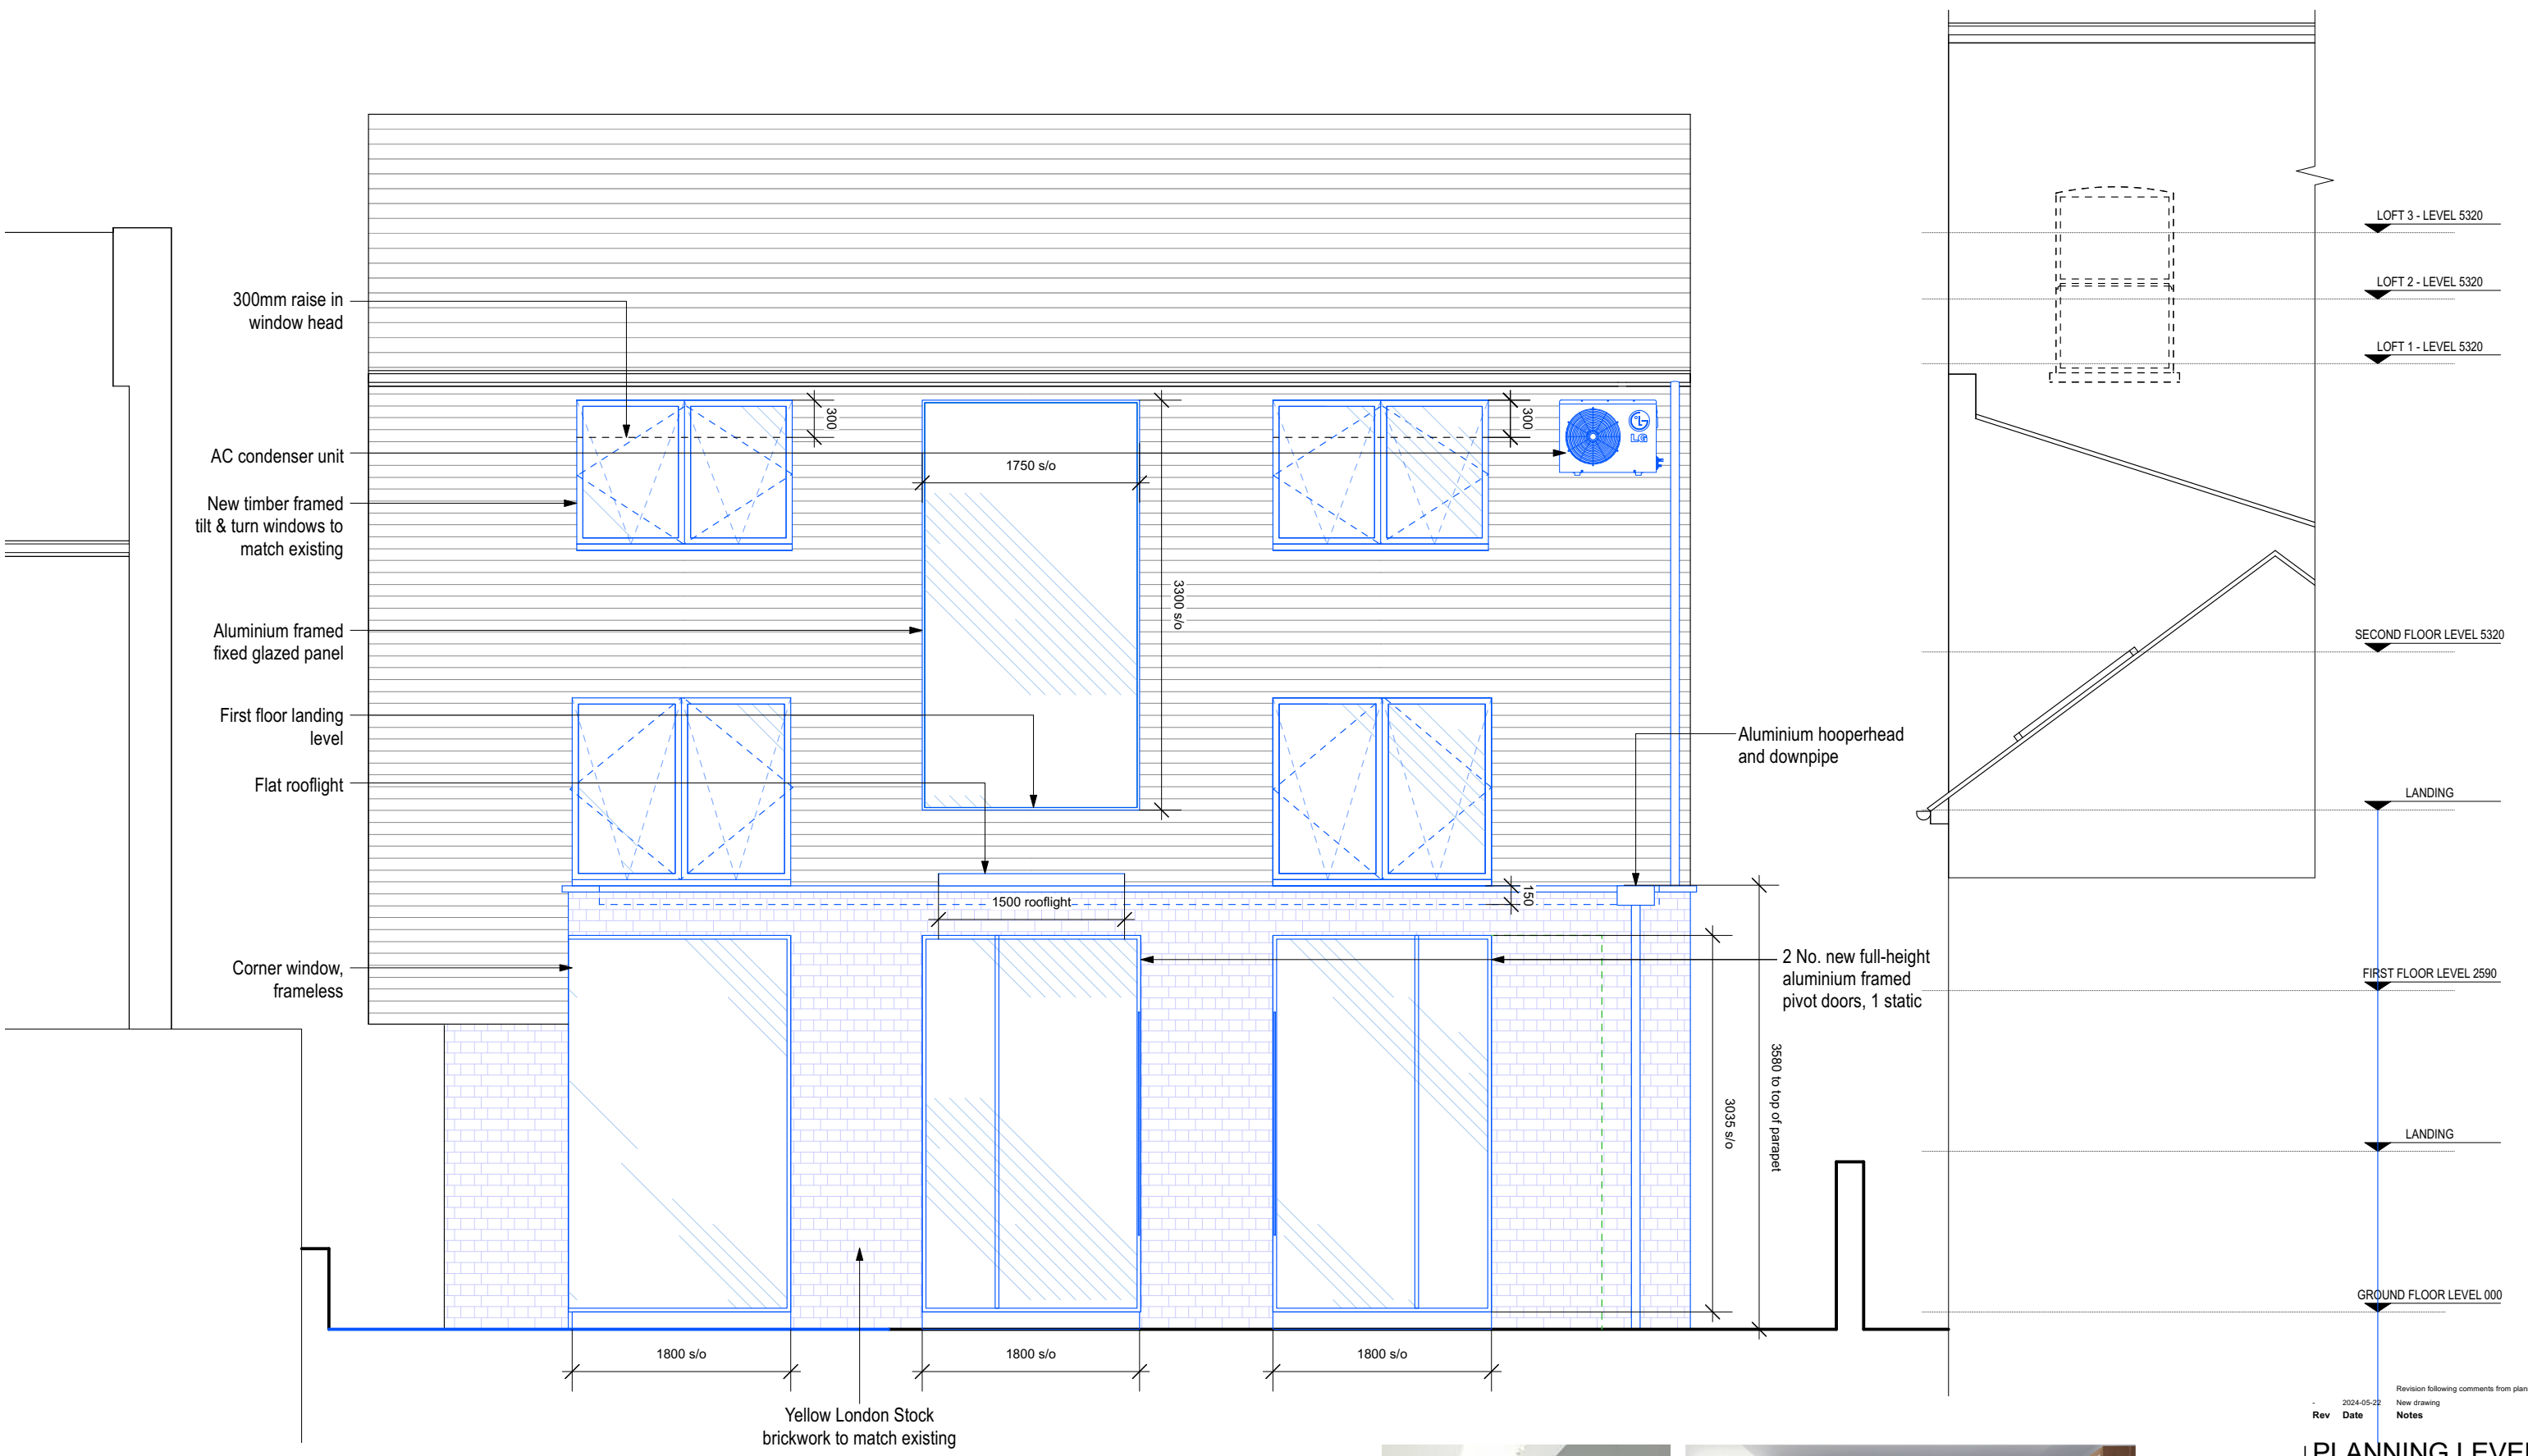 300mm raise in
window head
AC condenser unit
New timber framed
tilt & turn windows to
match existing
Aluminium framed
fixed glazed panel
First floor landing
level
Flat rooflight
Corner window,
frameless
300
1750 s/o
3300 s/o
300
LG
1500 rooflight
150
Aluminium hooperhead
and downpipe
2 No. new full-height
aluminium framed
pivot doors, 1 static
3035 s/o
3580 to top of parapet
1800 s/o
1800 s/o
1800 s/o
Yellow London Stock
brickwork to match existing
LOFT 3 - LEVEL 5320
LOFT 2 - LEVEL 5320
LOFT 1 - LEVEL 5320
SECOND FLOOR LEVEL 5320
LANDING
FIRST FLOOR LEVEL 2590
LANDING
GROUND FLOOR LEVEL 000
Revision following comments from plan
- 2024-05-22 New drawing
Rev Date Notes
PLANNING LEVEL